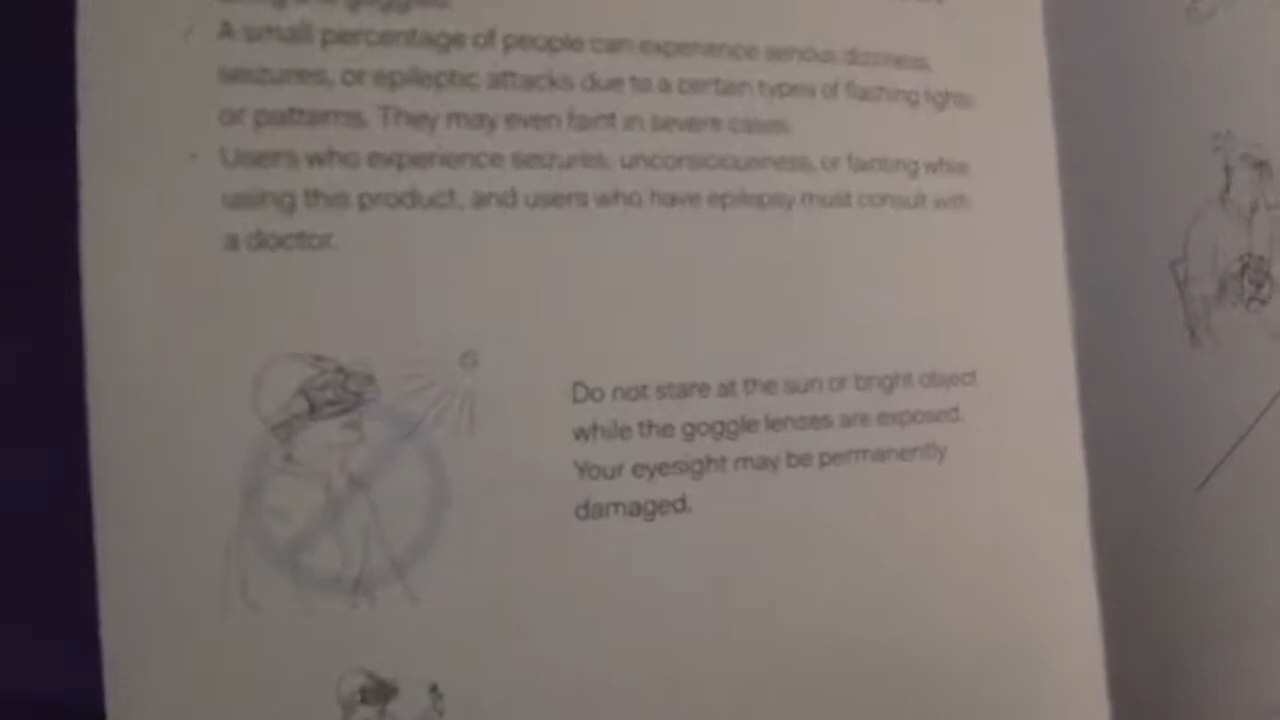 using the goggles.
A small percentage of people can experience serious dizziness,
seizures, or epileptic attacks due to a certain types of flashing lights
or patterns. They may even faint in severe cases.
Users who experience seizures, unconsciousness, or fainting while
using this product, and users who have epilepsy must consult with
a doctor.
Do not stare at the sun or bright object
while the goggle lenses are exposed.
Your eyesight may be permanently
damaged.